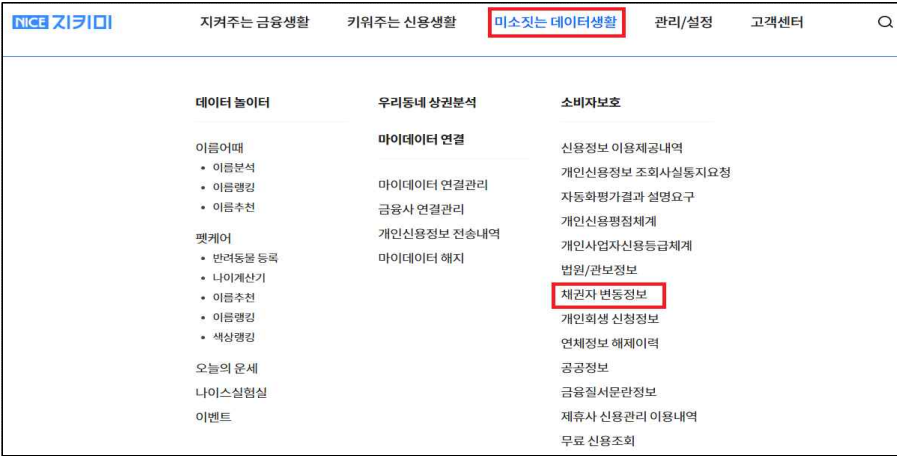 NICE 지키미
지켜주는 금융생활
키워주는 신용생활
미소짓는 데이터생활
관리/설정
고객센터
데이터 놀이터
이름어때
• 이름분석
• 이름랭킹
• 이름추천
펫케어
• 반려동물 등록
• 나이계산기
• 이름추천
• 이름랭킹
• 색상랭킹
오늘의 운세
나이스실험실
이벤트
우리동네 상권분석
마이데이터 연결
마이데이터 연결관리
금융사 연결관리
개인신용정보 전송내역
마이데이터 해지
소비자보호
신용정보 이용제공내역
개인신용정보 조회사실통지요청
자동화평가결과 설명요구
개인신용평점체계
개인사업자신용등급체계
법원/관보정보
채권자 변동정보
개인회생 신청정보
연체정보 해제이력
공공정보
금융질서문란정보
제휴사 신용관리 이용내역
무료 신용조회